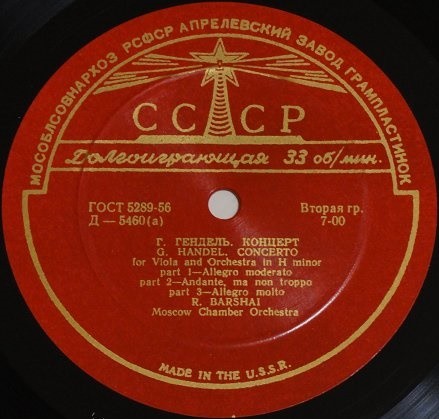 МОСОБЛСОВНАРХОЗ РСФСР АПРЕЛЕВСКИЙ ЗАВОД ГРАМПЛАСТИНОК
СССР
Долгоиграющая 33 об/мин.
ГОСТ 5289-56
Д — 5460(а)
Вторая гр.
7-00
Г. ГЕНДЕЛЬ. КОНЦЕРТ
G. HANDEL. CONCERTO
for Viola and Orchestra in H minor
part 1—Allegro moderato
part 2—Andante, ma non troppo
part 3—Allegro molto
R. BARSHAI
Moscow Chamber Orchestra
MADE IN THE U.S.S.R.